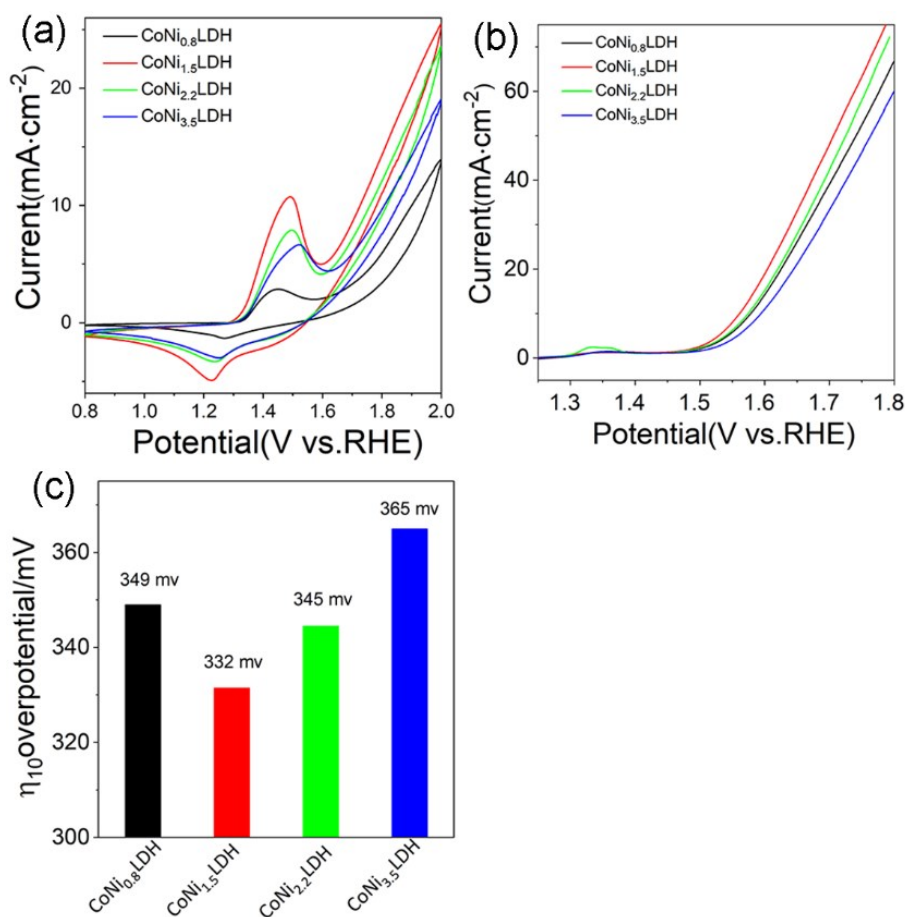 (a)
CoNi₀.₈LDH
CoNi₁.₅LDH
CoNi₂.₂LDH
CoNi₃.₅LDH
20
10
0
0.8 1.0 1.2 1.4 1.6 1.8 2.0
Current(mA·cm⁻²)
Potential(V vs.RHE)
(b)
CoNi₀.₈LDH
CoNi₁.₅LDH
CoNi₂.₂LDH
CoNi₃.₅LDH
60
40
20
0
1.3 1.4 1.5 1.6 1.7 1.8
Current(mA·cm⁻²)
Potential(V vs.RHE)
(c)
349 mv
332 mv
345 mv
365 mv
360
340
320
300
η₁₀overpotential/mV
CoNi₀.₈LDH
CoNi₁.₅LDH
CoNi₂.₂LDH
CoNi₃.₅LDH